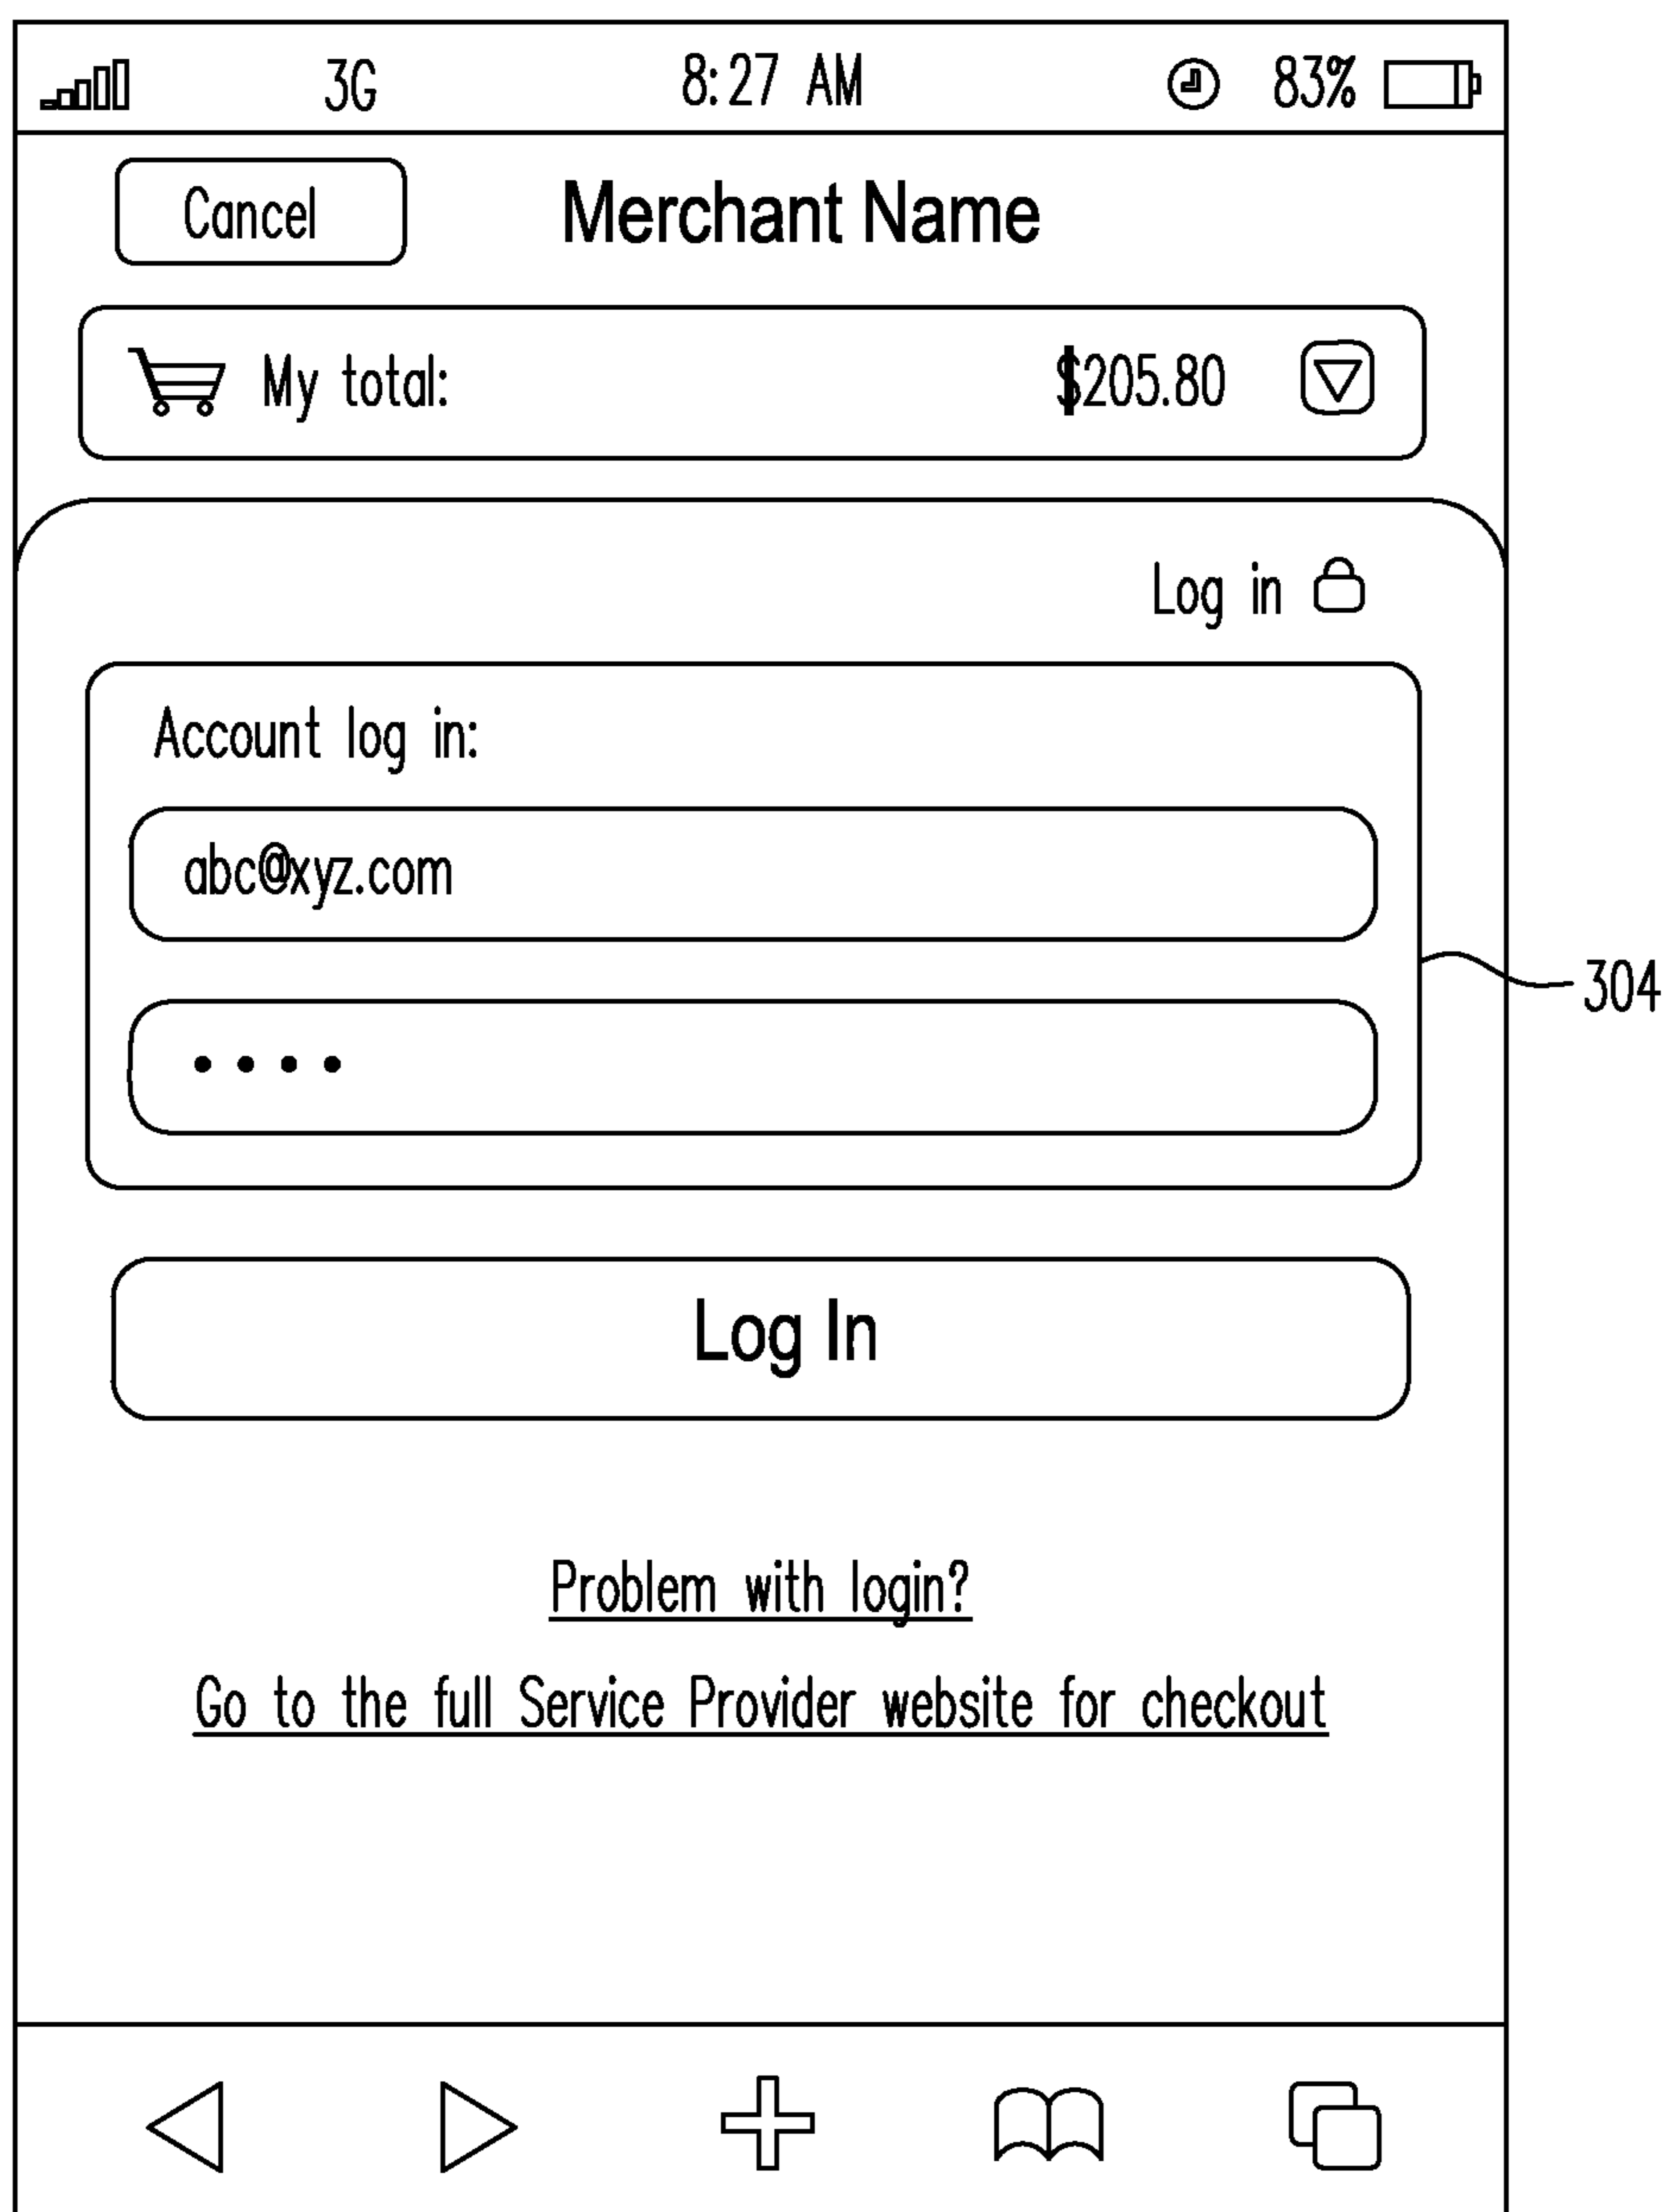 3G 8:27 AM 83%
Cancel Merchant Name
My total: $205.80
Log in
Account log in:
abc@xyz.com
••••
304
Log In
Problem with login?
Go to the full Service Provider website for checkout